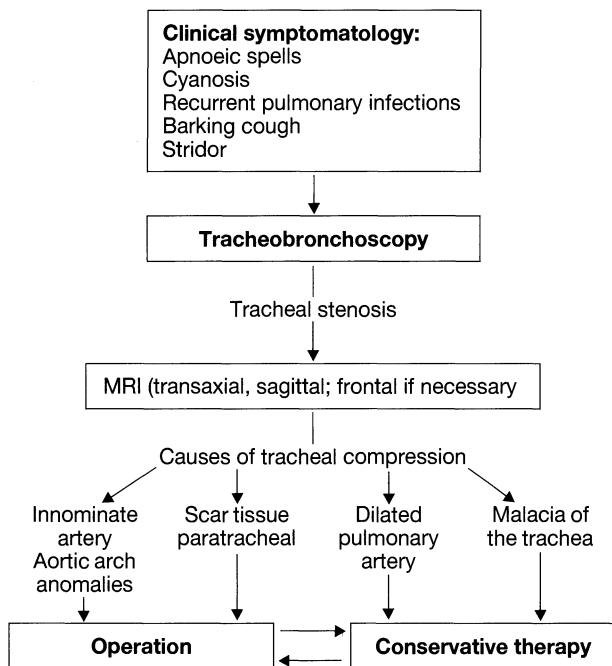 Clinical symptomatology:
Apnoeic spells
Cyanosis
Recurrent pulmonary infections
Barking cough
Stridor
Tracheobronchoscopy
Tracheal stenosis
MRI (transaxial, sagittal; frontal if necessary
Causes of tracheal compression
Innominate
artery
Aortic arch
anomalies
Scar tissue
paratracheal
Dilated
pulmonary
artery
Malacia of
the trachea
Operation
Conservative therapy